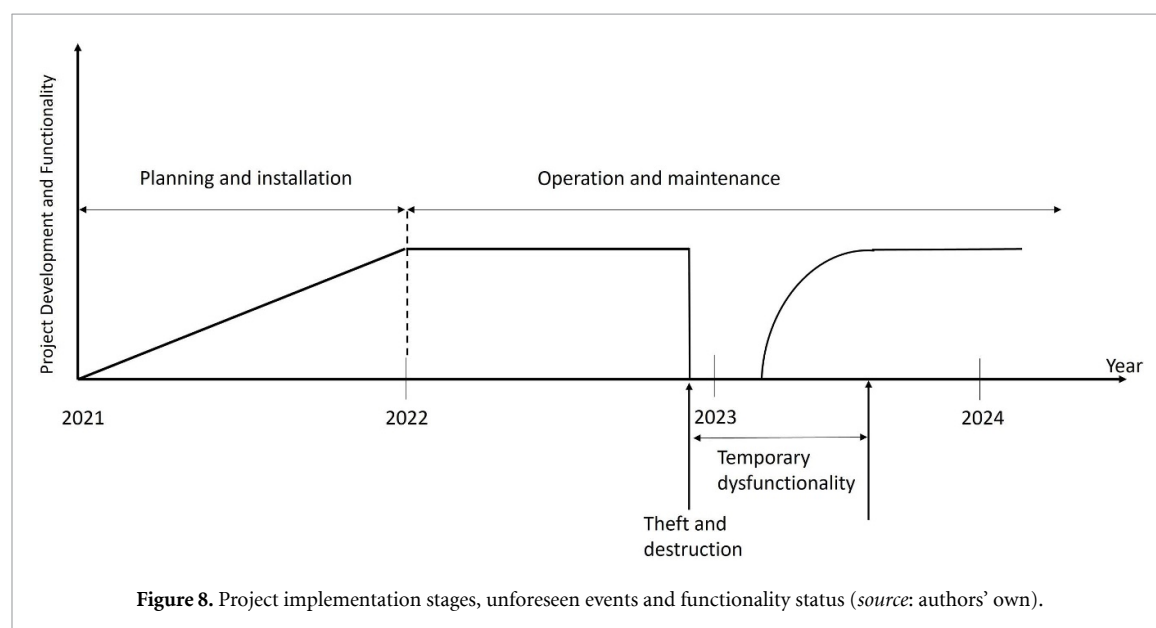 Project Development and Functionality
Planning and installation
Operation and maintenance
Year
2021
2022
2023
2024
Temporary
dysfunctionality
Theft and
destruction
Figure 8. Project implementation stages, unforeseen events and functionality status (source: authors' own).